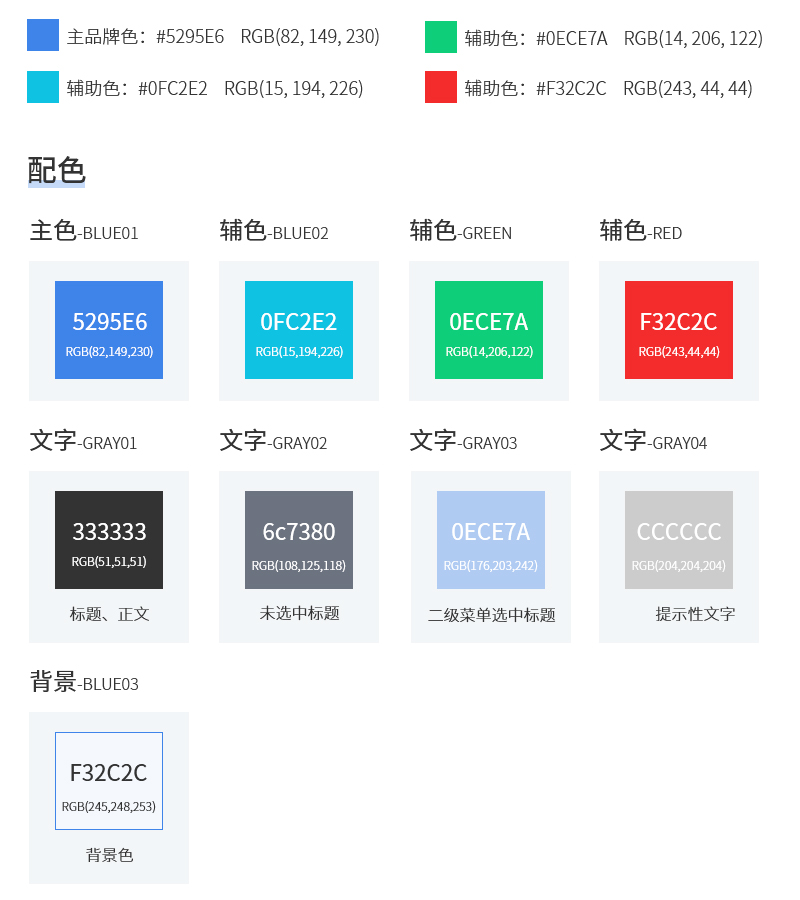 主品牌色：#5295E6 RGB(82, 149, 230)
辅助色：#0ECE7A RGB(14, 206, 122)
辅助色：#0FC2E2 RGB(15, 194, 226)
辅助色：#F32C2C RGB(243, 44, 44)
配色
主色-BLUE01
辅色-BLUE02
辅色-GREEN
辅色-RED
5295E6
RGB(82,149,230)
0FC2E2
RGB(15,194,226)
0ECE7A
RGB(14,206,122)
F32C2C
RGB(243,44,44)
文字-GRAY01
文字-GRAY02
文字-GRAY03
文字-GRAY04
333333
RGB(51,51,51)
标题、正文
6c7380
RGB(108,125,118)
未选中标题
0ECE7A
RGB(176,203,242)
二级菜单选中标题
CCCCCC
RGB(204,204,204)
提示性文字
背景-BLUE03
F32C2C
RGB(245,248,253)
背景色